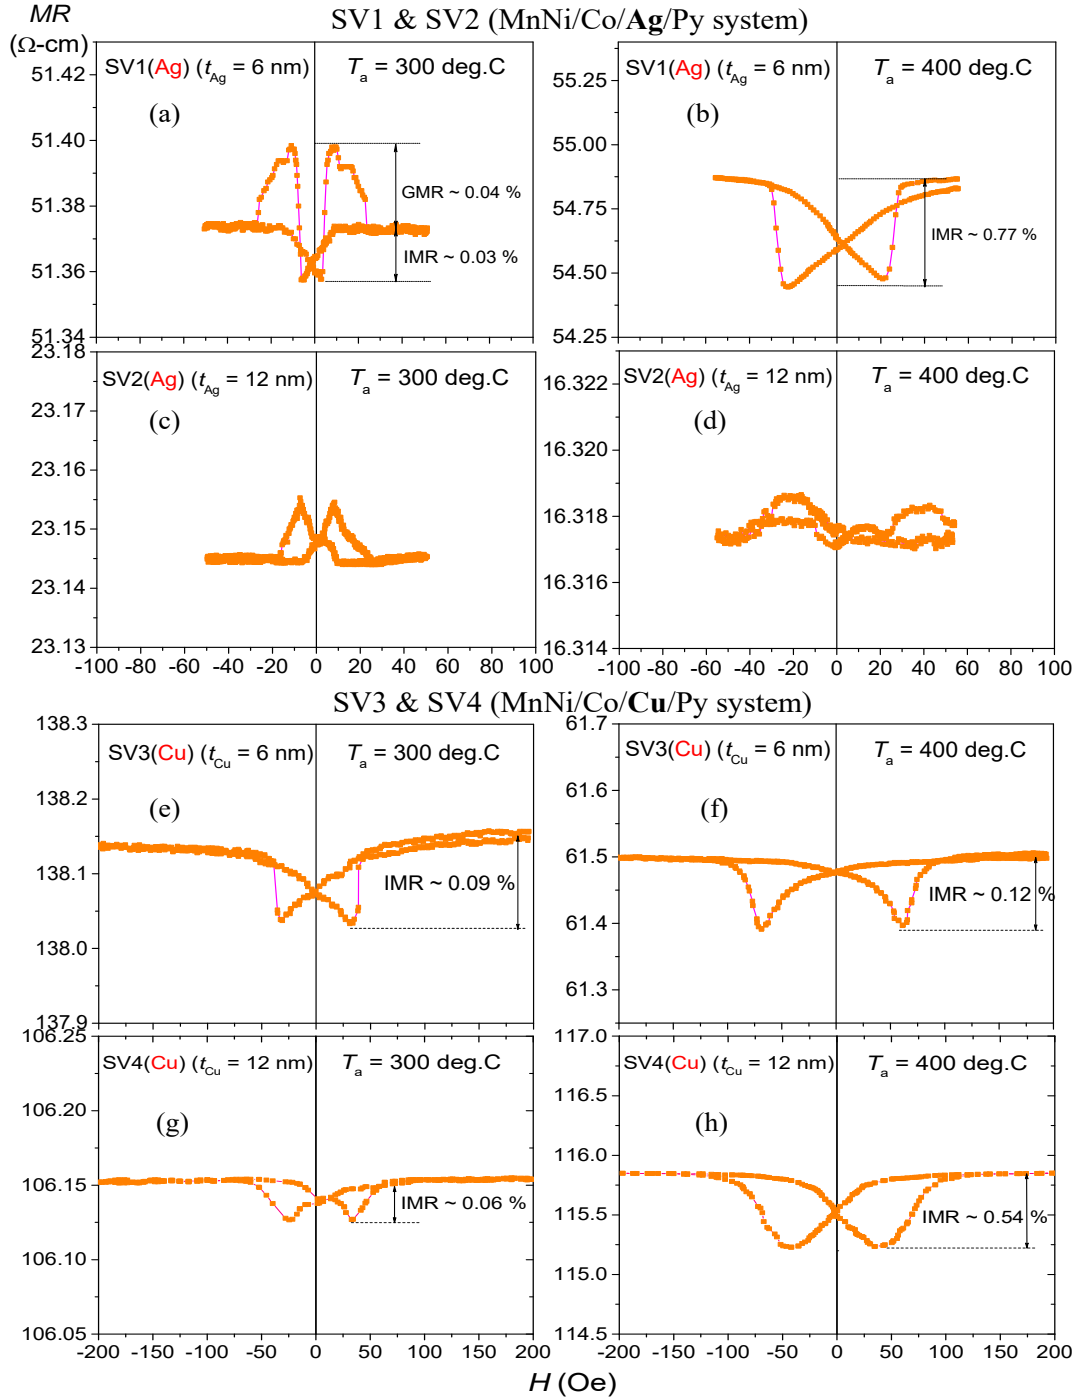 MR
(Ω-cm)
SV1 & SV2 (MnNi/Co/Ag/Py system)
51.42
51.40
51.38
51.36
51.34
SV1(Ag) (tAg = 6 nm)
Ta = 300 deg.C
(a)
GMR ~ 0.04 %
IMR ~ 0.03 %
55.25
55.00
54.75
54.50
54.25
SV1(Ag) (tAg = 6 nm)
Ta = 400 deg.C
(b)
IMR ~ 0.77 %
23.18
23.17
23.16
23.15
23.14
23.13
SV2(Ag) (tAg = 12 nm)
Ta = 300 deg.C
(c)
-100 -80 -60 -40 -20 0 20 40 60 80
16.322
16.320
16.318
16.316
16.314
SV2(Ag) (tAg = 12 nm)
Ta = 400 deg.C
(d)
-100 -80 -60 -40 -20 0 20 40 60 80 100
SV3 & SV4 (MnNi/Co/Cu/Py system)
138.3
138.2
138.1
138.0
137.9
SV3(Cu) (tCu = 6 nm)
Ta = 300 deg.C
(e)
IMR ~ 0.09 %
61.7
61.6
61.5
61.4
61.3
SV3(Cu) (tCu = 6 nm)
Ta = 400 deg.C
(f)
IMR ~ 0.12 %
106.25
106.20
106.15
106.10
106.05
SV4(Cu) (tCu = 12 nm)
Ta = 300 deg.C
(g)
IMR ~ 0.06 %
-200 -150 -100 -50 0 50 100 150 200
117.0
116.5
116.0
115.5
115.0
114.5
SV4(Cu) (tCu = 12 nm)
Ta = 400 deg.C
(h)
IMR ~ 0.54 %
-150 -100 -50 0 50 100 150 200
H (Oe)